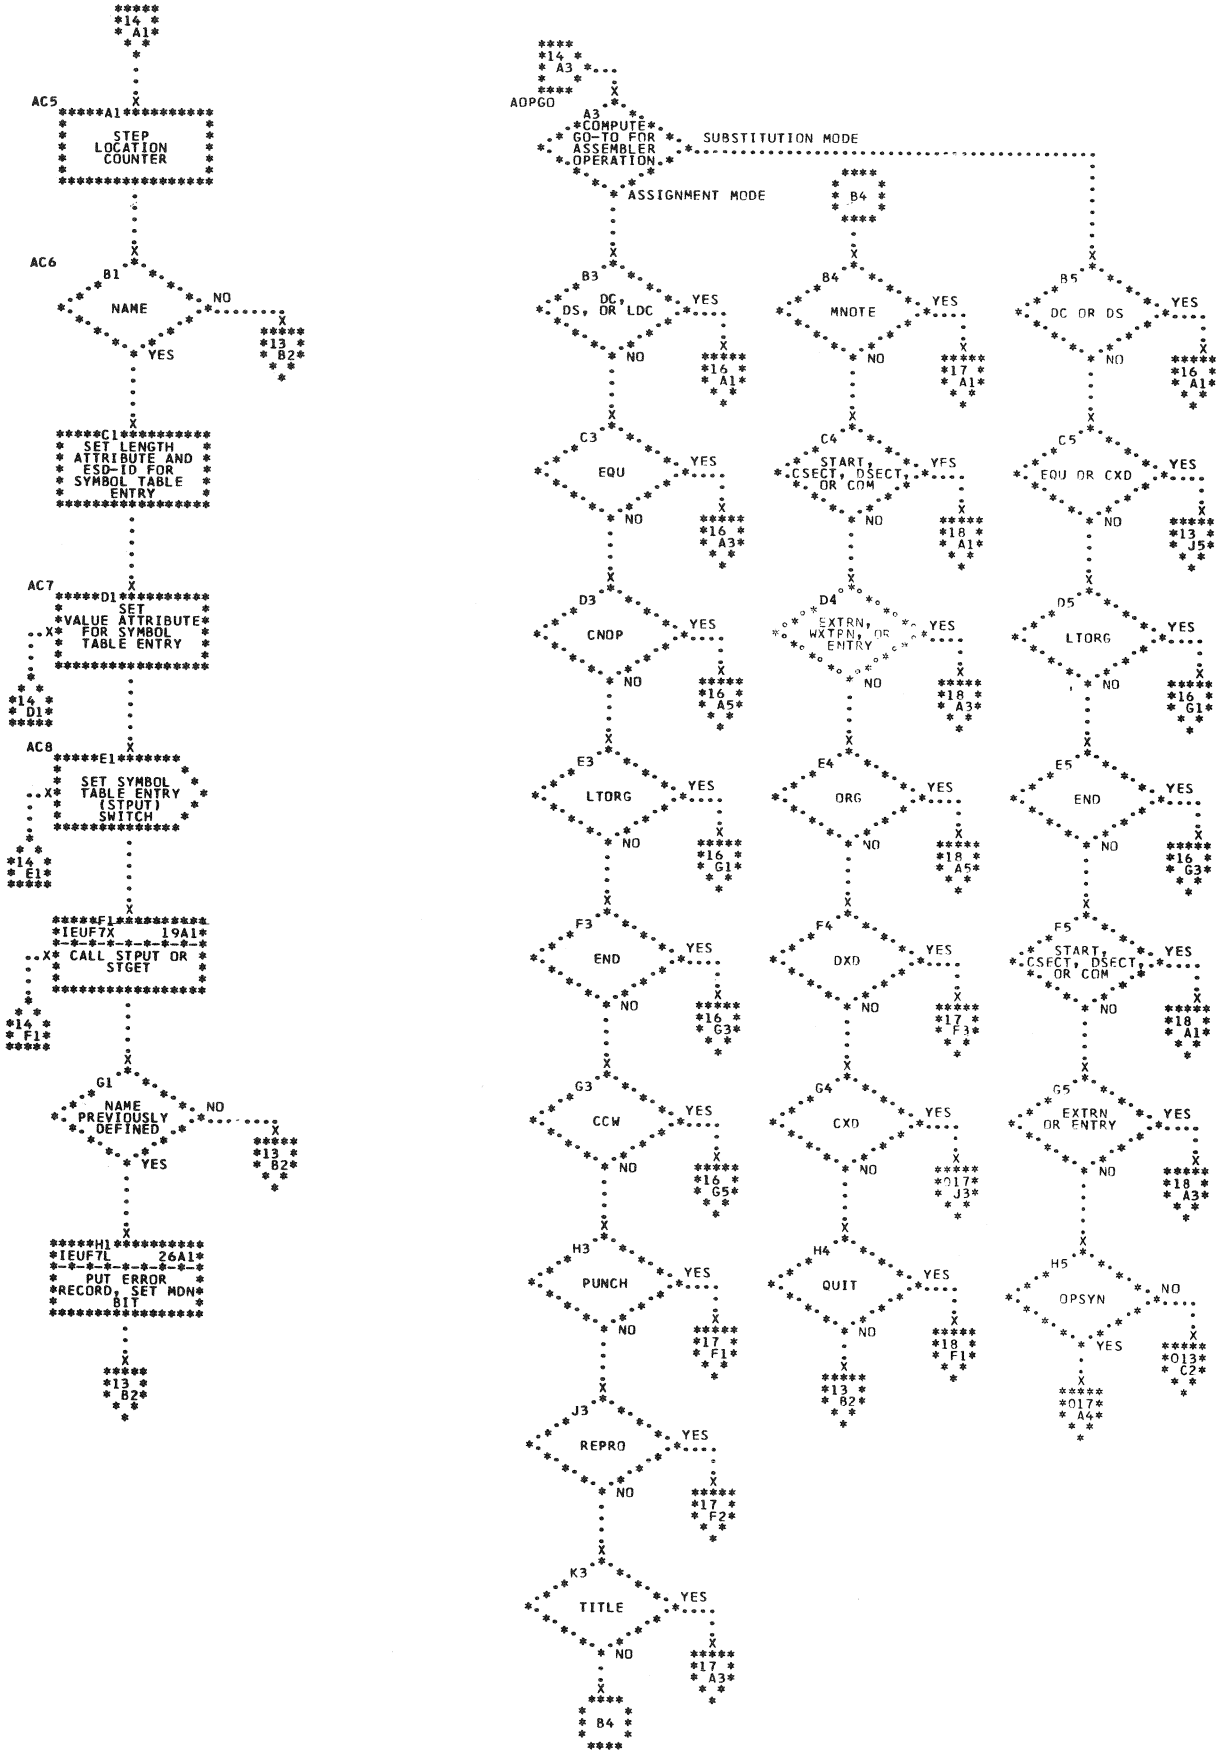 14
A1
AC5
A1
STEP
LOCATION
COUNTER
AC6
B1
NAME
NO
13
B2
YES
C1
SET LENGTH
ATTRIBUTE AND
ESD-ID FOR
SYMBOL TABLE
ENTRY
AC7
D1
SET
VALUE ATTRIBUTE
FOR SYMBOL
TABLE ENTRY
14
D1
AC8
E1
SET SYMBOL
TABLE ENTRY
(STPUT)
SWITCH
14
E1
F1
IEUF7X 19A1
CALL STPUT OR
STGET
14
F1
G1
NAME
PREVIOUSLY
DEFINED
NO
13
B2
YES
H1
IEUF7L 26A1
PUT ERROR
RECORD, SET MDN
BIT
13
B2
14
A3
AOPGO
A3
COMPUTE
GO-TO FOR
ASSEMBLER
OPERATION
SUBSTITUTION MODE
ASSIGNMENT MODE
B3
DC,
DS, OR LDC
YES
16
A1
NO
C3
EQU
YES
16
A3
NO
D3
CNOP
YES
16
A5
NO
E3
LTORG
YES
16
G1
NO
F3
END
YES
16
G3
NO
G3
CCW
YES
16
G5
NO
H3
PUNCH
YES
17
F1
NO
J3
REPRO
YES
17
F2
NO
K3
TITLE
YES
17
A3
NO
B4
B4
B4
MNOTE
YES
17
A1
NO
C4
START,
CSECT, DSECT,
OR COM
YES
18
A1
NO
D4
EXTRN,
WXTRN, OR
ENTRY
YES
18
A3
NO
E4
ORG
YES
18
A5
NO
F4
DXD
YES
17
F3
NO
G4
CXD
YES
017
J3
NO
H4
QUIT
YES
18
F1
NO
13
B2
B5
DC OR DS
YES
16
A1
NO
C5
EQU OR CXD
YES
13
J5
NO
D5
LTORG
YES
16
G1
NO
E5
END
YES
16
G3
NO
F5
START,
CSECT, DSECT,
OR COM
YES
18
A1
NO
G5
EXTRN
OR ENTRY
YES
18
A3
NO
H5
OPSYN
NO
013
C2
YES
017
A4